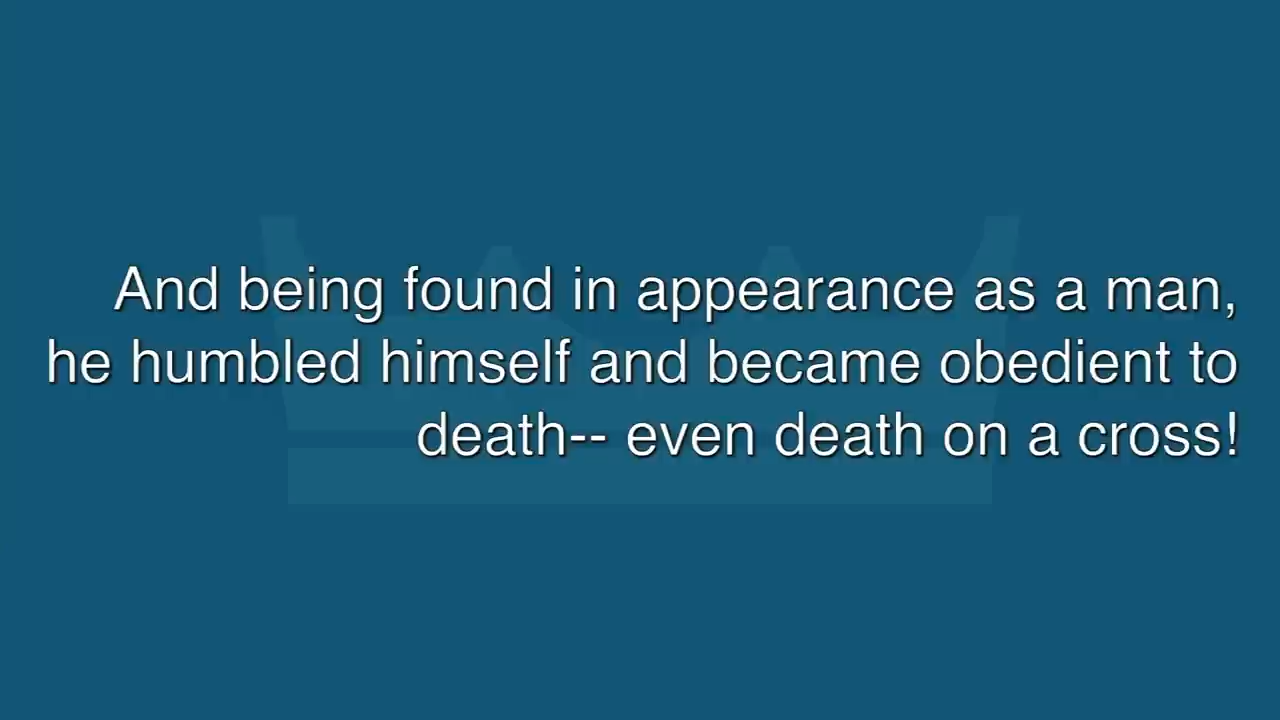 And being found in appearance as a man,
he humbled himself and became obedient to
death-- even death on a cross!